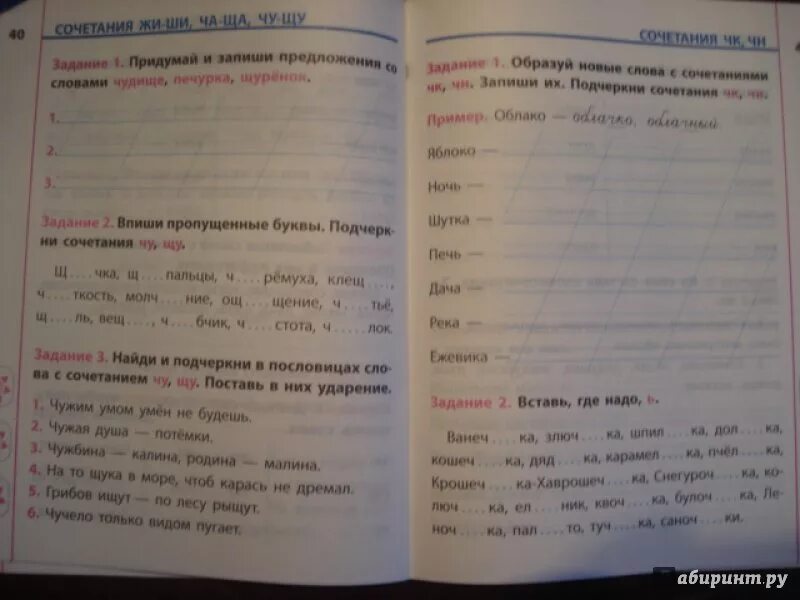 40
СОЧЕТАНИЯ ЖИ-ШИ, ЧА-ЩА, ЧУ-ЩУ
Задание 1. Придумай и запиши предложения со
словами чудище, печурка, щурёнок.
1.
2.
3.
Задание 2. Впиши пропущенные буквы. Подчерк-
ни сочетания чу, щу.
Щ....чка, щ....пальцы, ч....рёмуха, клещ....,
ч....ткость, молч....ние, ощ....щение, ч....тьё,
щ....ль, вещ...., ч....бчик, ч....стота, ч....лок.
Задание 3. Найди и подчеркни в пословицах сло-
ва с сочетанием чу, щу. Поставь в них ударение.
1. Чужим умом умён не будешь.
2. Чужая душа — потёмки.
3. Чужбина — калина, родина — малина.
4. На то щука в море, чтоб карась не дремал.
5. Грибов ищут — по лесу рыщут.
6. Чучело только видом пугает.
СОЧЕТАНИЯ ЧК, ЧН
Задание 1. Образуй новые слова с сочетаниями
чк, чн. Запиши их. Подчеркни сочетания чк, чн.
Пример. Облако — облачко, облачный.
Яблоко —
Ночь —
Шутка —
Печь —
Дача —
Река —
Ежевика —
Задание 2. Вставь, где надо, ь.
Ванеч....ка, злюч....ка, шпил....ка, дол....ка,
кошеч....ка, дяд....ка, карамел....ка, пчёл....ка,
Крошеч....ка-Хаврошеч....ка, Снегуроч....ка, ко-
люч....ка, ел....ник, квоч....ка, булоч....ка, Ле-
ноч....ка, пал....то, туч....ка, саноч....ки.
абиринт.ру